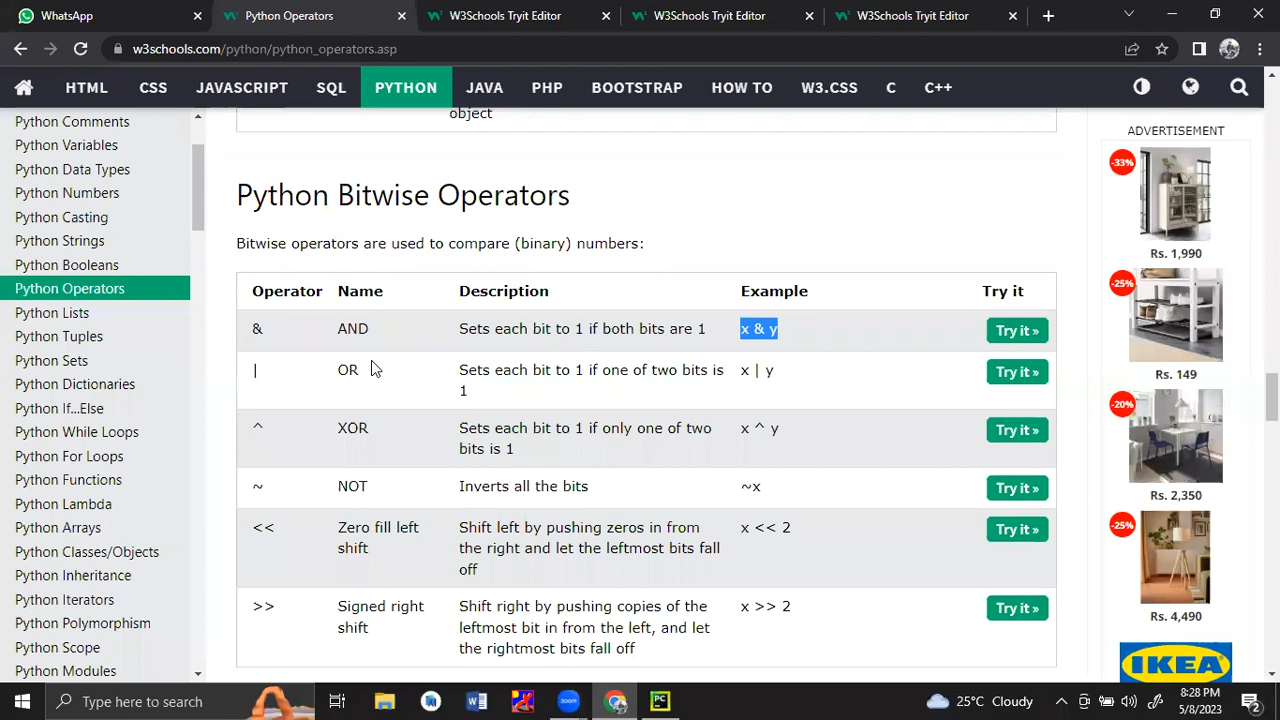 WhatsApp
Python Operators
W3Schools Tryit Editor
W3Schools Tryit Editor
W3Schools Tryit Editor
w3schools.com/python/python_operators.asp
HTML CSS JAVASCRIPT SQL PYTHON JAVA PHP BOOTSTRAP HOW TO W3.CSS C C++
Python Comments
Python Variables
Python Data Types
Python Numbers
Python Casting
Python Strings
Python Booleans
Python Operators
Python Lists
Python Tuples
Python Sets
Python Dictionaries
Python If...Else
Python While Loops
Python For Loops
Python Functions
Python Lambda
Python Arrays
Python Classes/Objects
Python Inheritance
Python Iterators
Python Polymorphism
Python Scope
Python Modules
object
Python Bitwise Operators
Bitwise operators are used to compare (binary) numbers:
Operator Name Description Example Try it
& AND Sets each bit to 1 if both bits are 1 x & y Try it »
| OR Sets each bit to 1 if one of two bits is x | y Try it »
1
^ XOR Sets each bit to 1 if only one of two x ^ y Try it »
bits is 1
~ NOT Inverts all the bits ~x Try it »
<< Zero fill left Shift left by pushing zeros in from x << 2 Try it »
shift the right and let the leftmost bits fall
off
>> Signed right Shift right by pushing copies of the x >> 2 Try it »
shift leftmost bit in from the left, and let
the rightmost bits fall off
ADVERTISEMENT
-33%
Rs. 1,990
-25%
Rs. 149
-20%
Rs. 2,350
-25%
Rs. 4,490
IKEA
Type here to search
25°C Cloudy
8:28 PM
5/8/2023
2